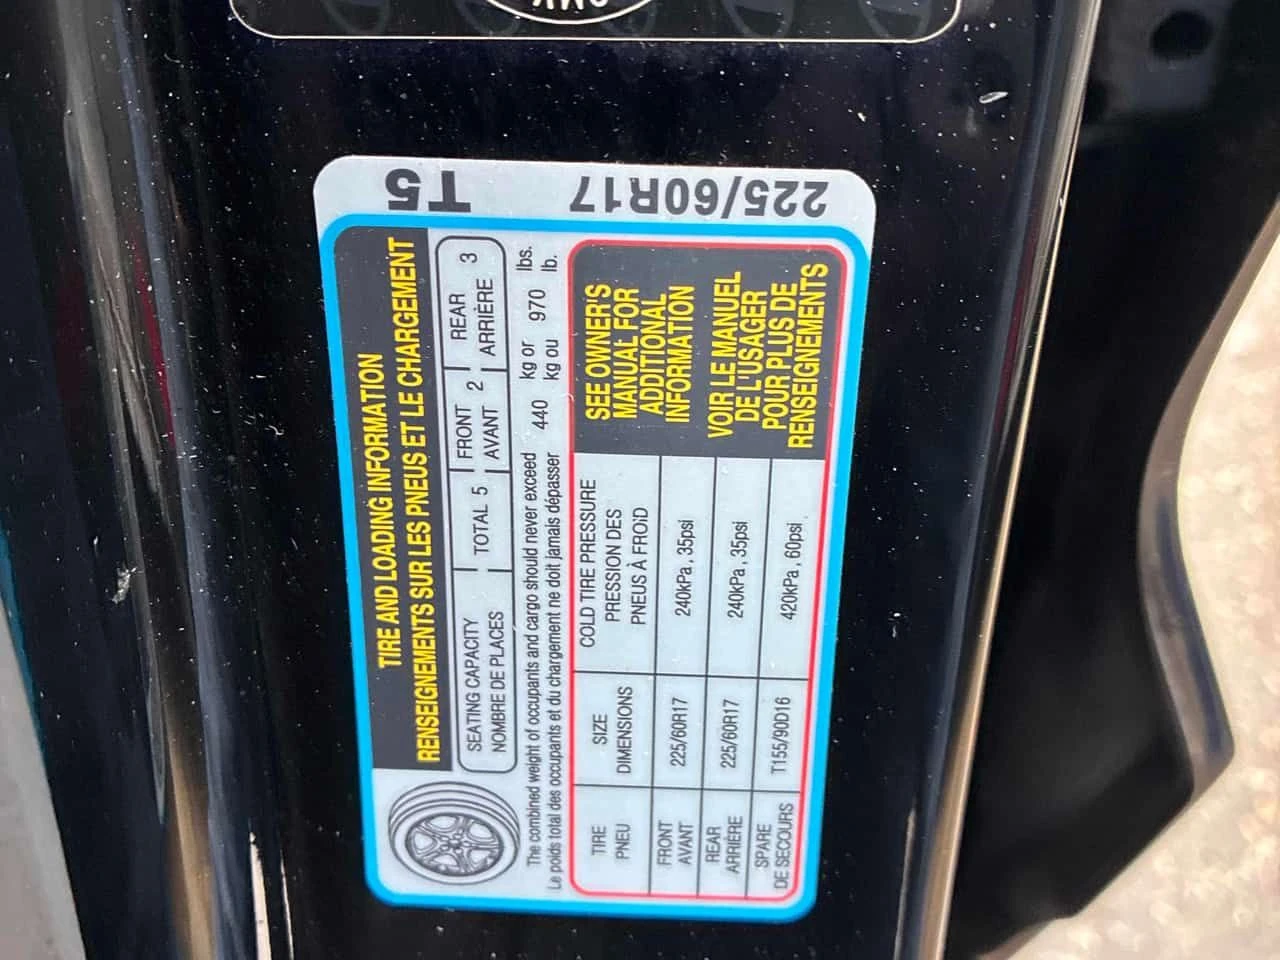 TIRE AND LOADING INFORMATION
RENSEIGNEMENTS SUR LES PNEUS ET LE CHARGEMENT
SEATING CAPACITY TOTAL 5 FRONT 2 REAR 3
NOMBRE DE PLACES AVANT ARRIÈRE
The combined weight of occupants and cargo should never exceed 440 kg or 970 lbs.
Le poids total des occupants et du chargement ne doit jamais dépasser kg ou lb.
TIRE SIZE COLD TIRE PRESSURE
PNEU DIMENSIONS PRESSION DES
PNEUS À FROID
FRONT 225/60R17 240kPa, 35psi
AVANT
REAR 225/60R17 240kPa, 35psi
ARRIÈRE
SPARE T155/90D16 420kPa, 60psi
DE SECOURS
SEE OWNER'S
MANUAL FOR
ADDITIONAL
INFORMATION
VOIR LE MANUEL
DE L'USAGER
POUR PLUS DE
RENSEIGNEMENTS
225/60R17 T5